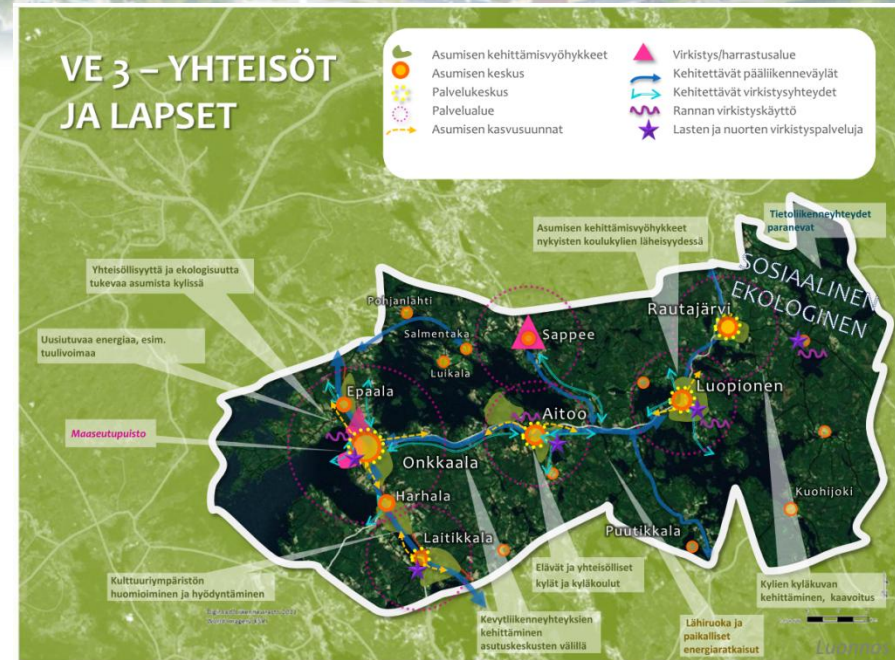 VE 3 – YHTEISÖT
JA LAPSET
Asumisen kehittämisvyöhykkeet
Asumisen keskus
Palvelukeskus
Palvelualue
Asumisen kasvusuunnat
Virkistys/harrastusalue
Kehitettävät pääliikenneväylät
Kehitettävät virkistysyhteydet
Rannan virkistyskäyttö
Lasten ja nuorten virkistyspalveluja
Asumisen kehittämisvyöhykkeet
nykyisten koulukylien läheisyydessä
Tietoliikenneyhteydet
paranevat
SOSIAALINEN
EKOLOGINEN
Yhteisöllisyyttä ja ekologisuutta
tukevaa asumista kylissä
Uusiutuvaa energiaa, esim.
tuulivoimaa
Maaseutupuisto
Pohjanlahti
Salmentaka
Luikala
Sappee
Rautajärvi
Epaala
Luopionen
Aitoo
Onkkaala
Harhala
Laitikkala
Puutikkala
Kuohijoki
Kulttuuriympäristön
huomioiminen ja hyödyntäminen
Elävät ja yhteisölliset
kylät ja kyläkoulut
Kevytliikenneyhteyksien
kehittäminen
asutuskeskusten välillä
Lähiruoka ja
paikalliset
energiaratkaisut
Kylien kyläkuvan
kehittäminen, kaavoitus
Luonnos